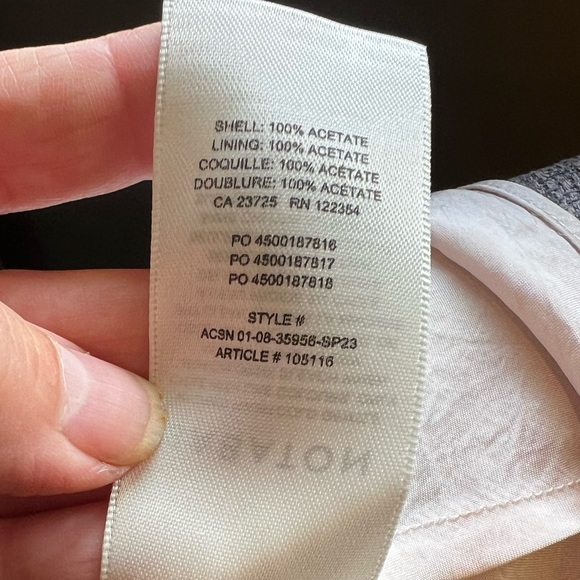 SHELL: 100% ACETATE
LINING: 100% ACETATE
COQUILLE: 100% ACÉTATE
DOUBLURE: 100% ACÉTATE
CA 23725 RN 122354
PO 4500187816
PO 4500187817
PO 4500187818
STYLE #
ACSN 01-08-35956-SP23
ARTICLE # 105116